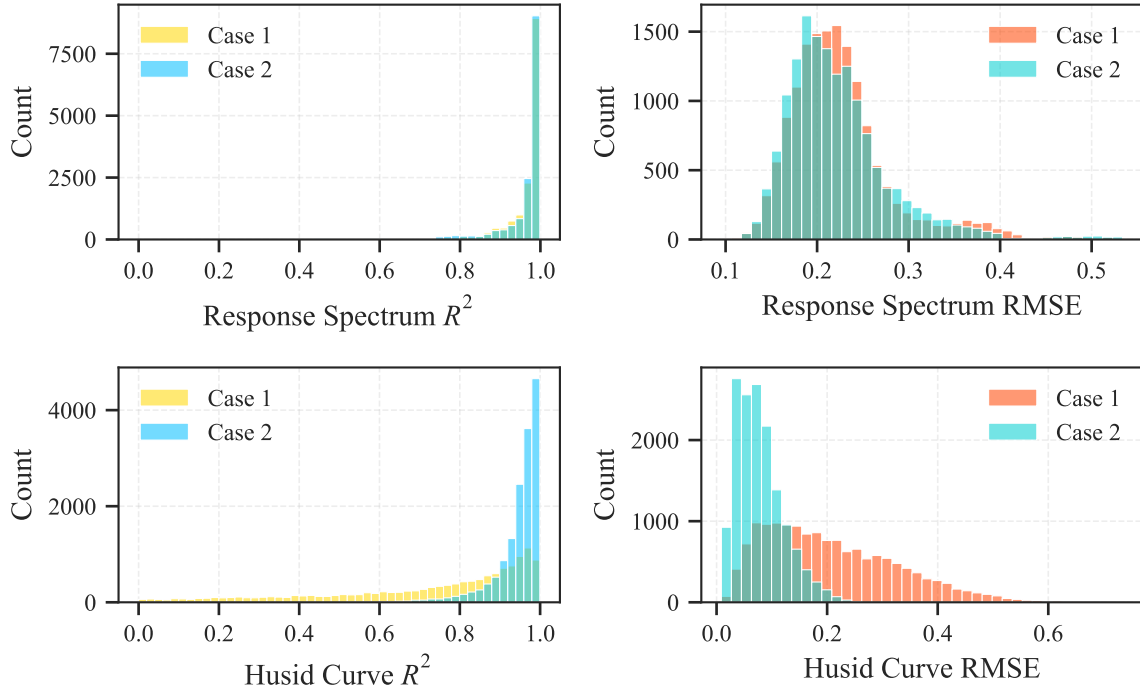 Case 1
Case 2
Count
7500
5000
2500
0
0.0 0.2 0.4 0.6 0.8 1.0
Response Spectrum R²
Case 1
Case 2
Count
1500
1000
500
0
0.1 0.2 0.3 0.4 0.5
Response Spectrum RMSE
Case 1
Case 2
Count
4000
2000
0
0.0 0.2 0.4 0.6 0.8 1.0
Husid Curve R²
Case 1
Case 2
Count
2000
1000
0
0.0 0.2 0.4 0.6
Husid Curve RMSE